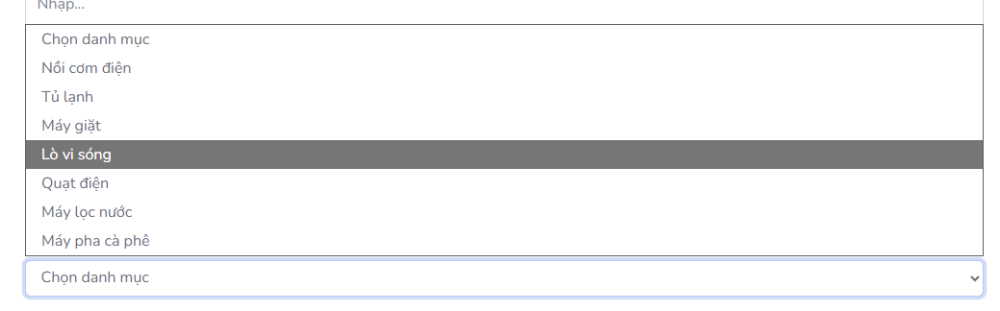 Nhập...
Chọn danh mục
Nồi cơm điện
Tủ lạnh
Máy giặt
Lò vi sóng
Quạt điện
Máy lọc nước
Máy pha cà phê
Chọn danh mục